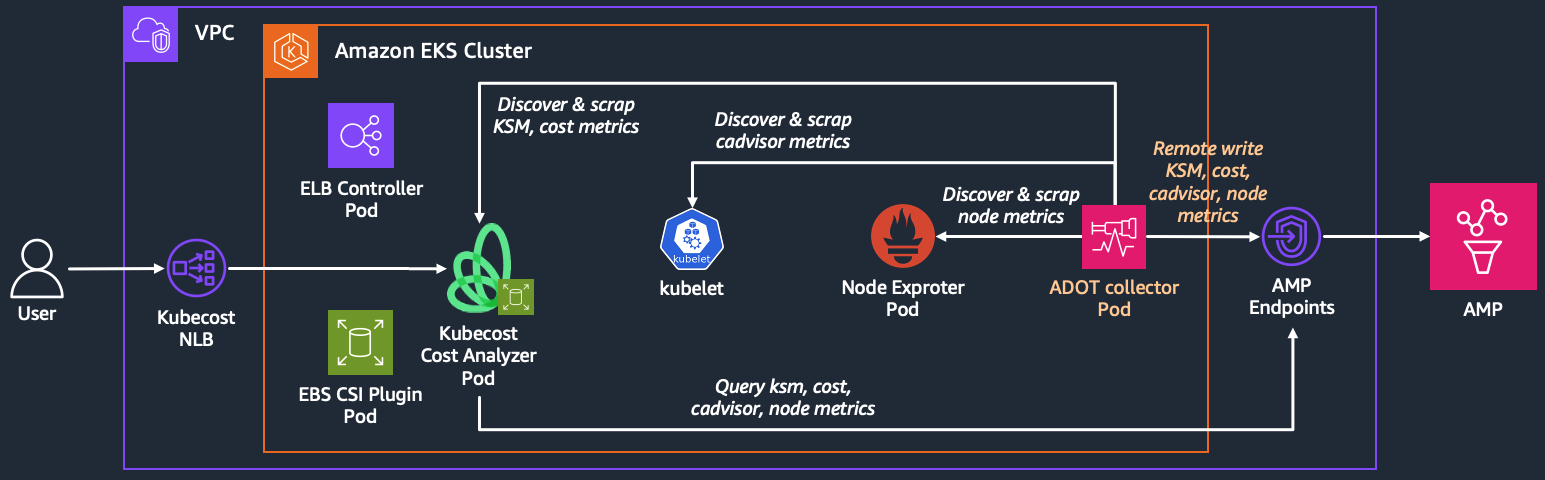 VPC
Amazon EKS Cluster
Discover & scrap
KSM, cost metrics
Discover & scrap
cadvisor metrics
Remote write
KSM, cost,
cadvisor, node
metrics
Discover & scrap
node metrics
ELB Controller
Pod
K
kubelet
kubelet
User
Kubecost
NLB
Kubecost
Cost Analyzer
Pod
EBS CSI Plugin
Pod
Node Exproter
Pod
ADOT collector
Pod
AMP
Endpoints
AMP
Query ksm, cost,
cadvisor, node metrics